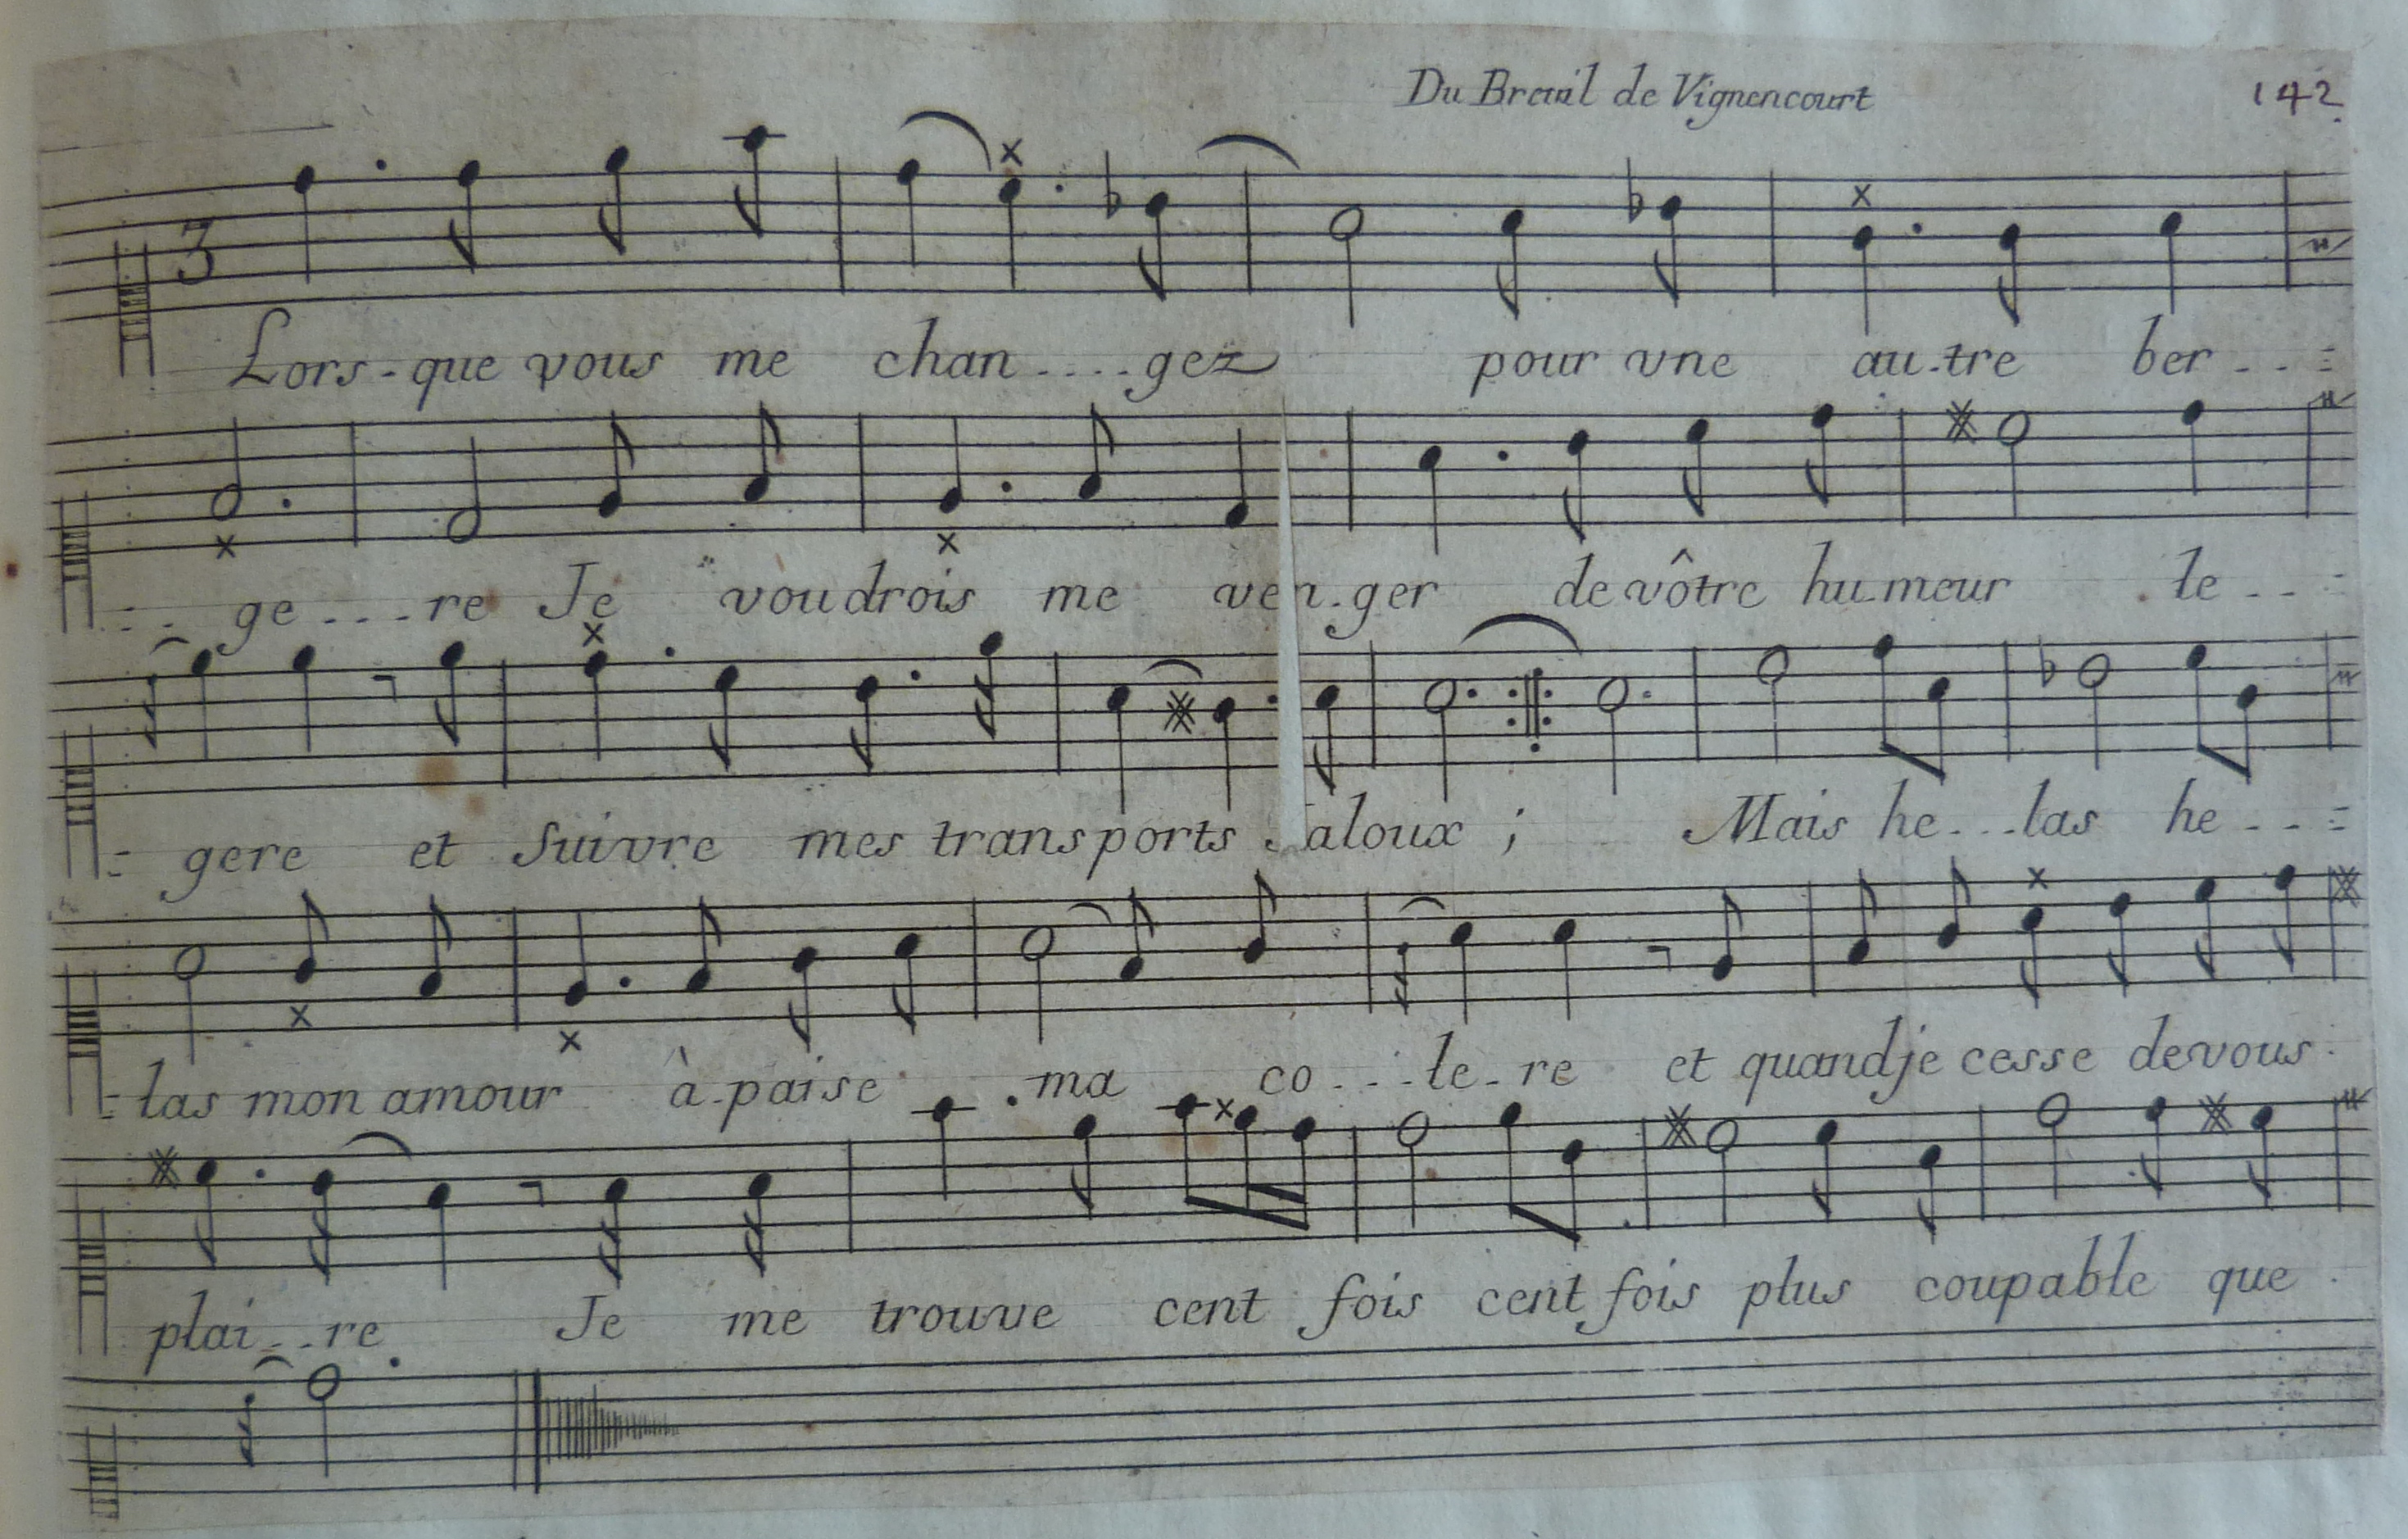 Du Breuil de Vignencourt 142
3
Lors-que vous me chan....gez pour vne au-tre ber...
ge....re Je voudrois me ven.ger de vôtre hu-meur le...
gere et suivre mes transports jaloux ; Mais he...las he...
las mon amour à-paise ma co...le-re et quand je cesse de vous
plai...re Je me trouve cent fois cent fois plus coupable que